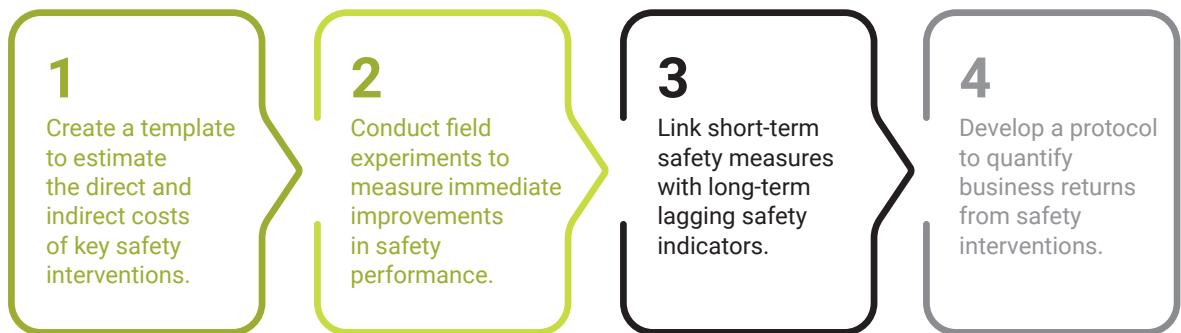 1
Create a template
to estimate
the direct and
indirect costs
of key safety
interventions.
2
Conduct field
experiments to
measure immediate
improvements
in safety
performance.
3
Link short-term
safety measures
with long-term
lagging safety
indicators.
4
Develop a protocol
to quantify
business returns
from safety
interventions.